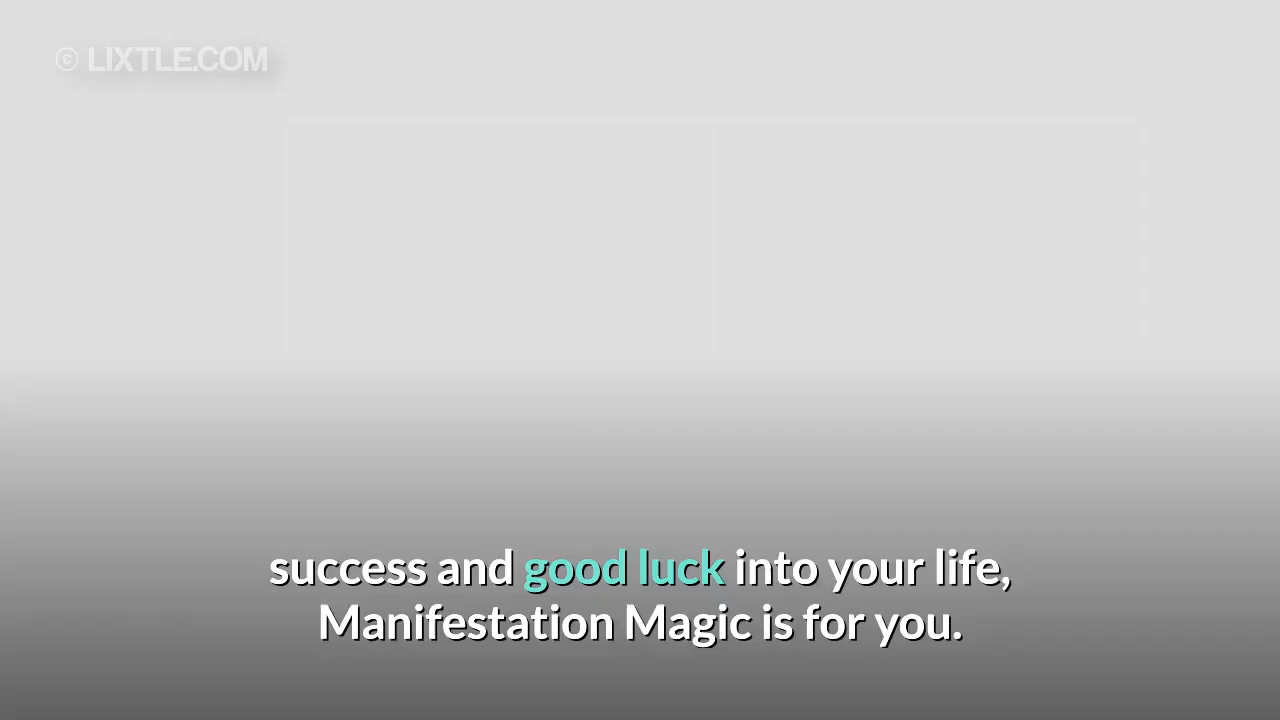 © LIXTLE.COM
success and good luck into your life,
Manifestation Magic is for you.